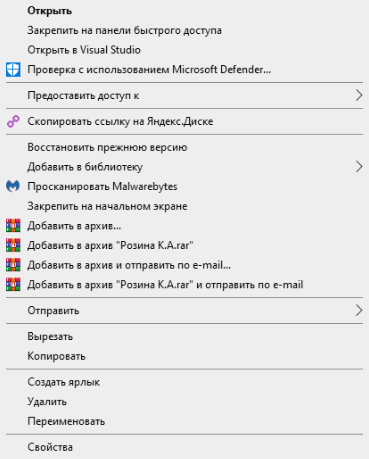 Открыть
Закрепить на панели быстрого доступа
Открыть в Visual Studio
Проверка с использованием Microsoft Defender...
Предоставить доступ к
Скопировать ссылку на Яндекс.Диске
Восстановить прежнюю версию
Добавить в библиотеку
Просканировать Malwarebytes
Закрепить на начальном экране
Добавить в архив...
Добавить в архив "Розина К.А.rar"
Добавить в архив и отправить по e-mail...
Добавить в архив "Розина К.А.rar" и отправить по e-mail
Отправить
Вырезать
Копировать
Создать ярлык
Удалить
Переименовать
Свойства